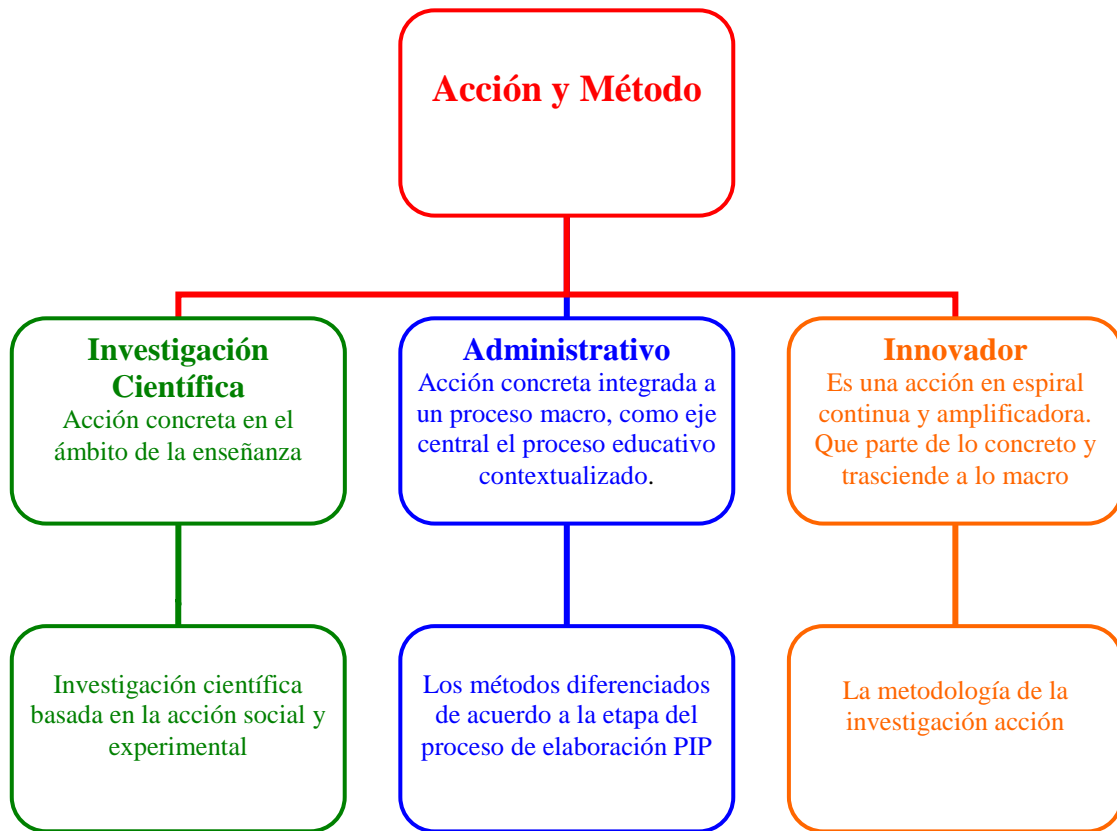 Acción y Método
Investigación
Científica
Acción concreta en el
ámbito de la enseñanza
Administrativo
Acción concreta integrada a
un proceso macro, como eje
central el proceso educativo
contextualizado.
Innovador
Es una acción en espiral
continua y amplificadora.
Que parte de lo concreto y
trasciende a lo macro
Investigación científica
basada en la acción social y
experimental
Los métodos diferenciados
de acuerdo a la etapa del
proceso de elaboración PIP
La metodología de la
investigación acción